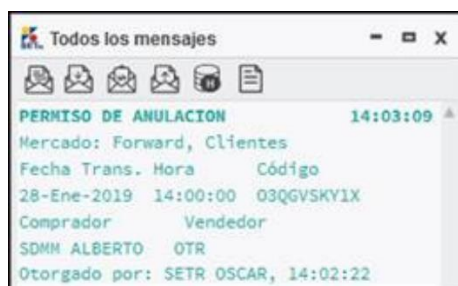 Todos los mensajes
PERMISO DE ANULACION 14:03:09
Mercado: Forward, Clientes
Fecha Trans. Hora Código
28-Ene-2019 14:00:00 O3QGVSKY1X
Comprador Vendedor
SDMM ALBERTO OTR
Otorgado por: SETR OSCAR, 14:02:22